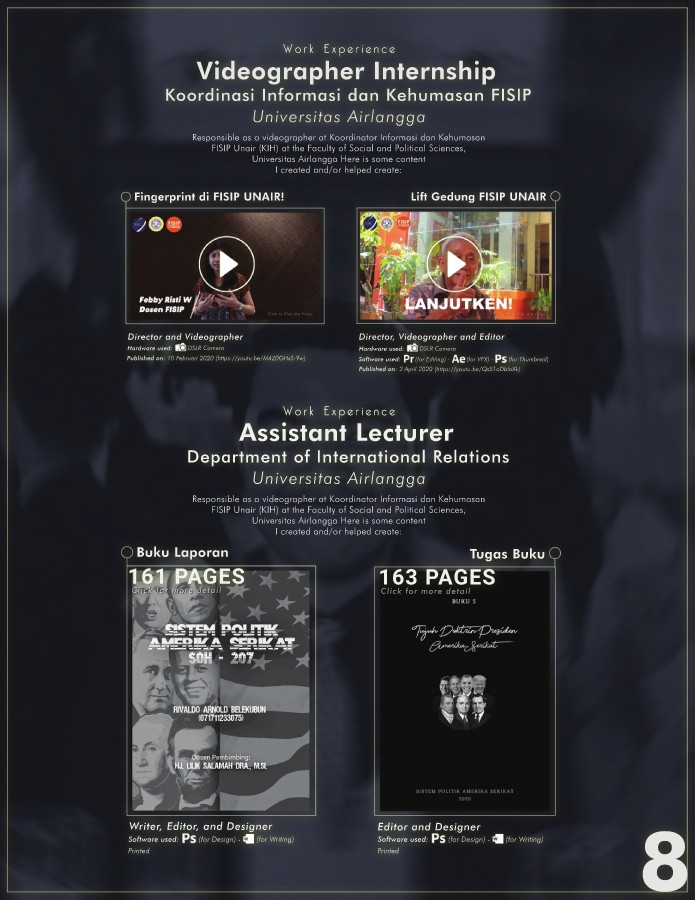 Work Experience
Videographer Internship
Koordinasi Informasi dan Kehumasan FISIP
Universitas Airlangga
Responsible as a videographer at Koordinator Informasi dan Kehumasan
FISIP Unair (KIH) at the Faculty of Social and Political Sciences,
Universitas Airlangga Here is some content
I created and/or helped create:
Fingerprint di FISIP UNAIR!
Lift Gedung FISIP UNAIR
Febby Risti W
Dosen FISIP
Click to Play the Video
LANJUTKEN!
Director and Videographer
Hardware used: DSLR Camera
Published on: 10 Februari 2020
Director, Videographer and Editor
Hardware used: DSLR Camera
Software used: Pr (for Editing) - Ae (for VFX) - Ps (for Thumbnail)
Published on: 2 April 2020
Work Experience
Assistant Lecturer
Department of International Relations
Universitas Airlangga
Responsible as a videographer at Koordinator Informasi dan Kehumasan
FISIP Unair (KIH) at the Faculty of Social and Political Sciences,
Universitas Airlangga Here is some content
I created and/or helped create:
Buku Laporan
Tugas Buku
161 PAGES
Click for more detail
SISTEM POLITIK
AMERIKA SERIKAT
SOH - 207
RIVALDO ARNOLD BELEKUBUN
(071711233075)
Dosen Pembimbing:
HJ. LILIK SALAMAH DRA., M.SI.
163 PAGES
Click for more detail
BUKU 5
Tujuh Doktrin Presiden
Amerika Serikat
SISTEM POLITIK AMERIKA SERIKAT
2020
Writer, Editor, and Designer
Software used: Ps (for Design) - (for Writing)
Printed
Editor and Designer
Software used: Ps (for Design) - (for Writing)
Printed
8